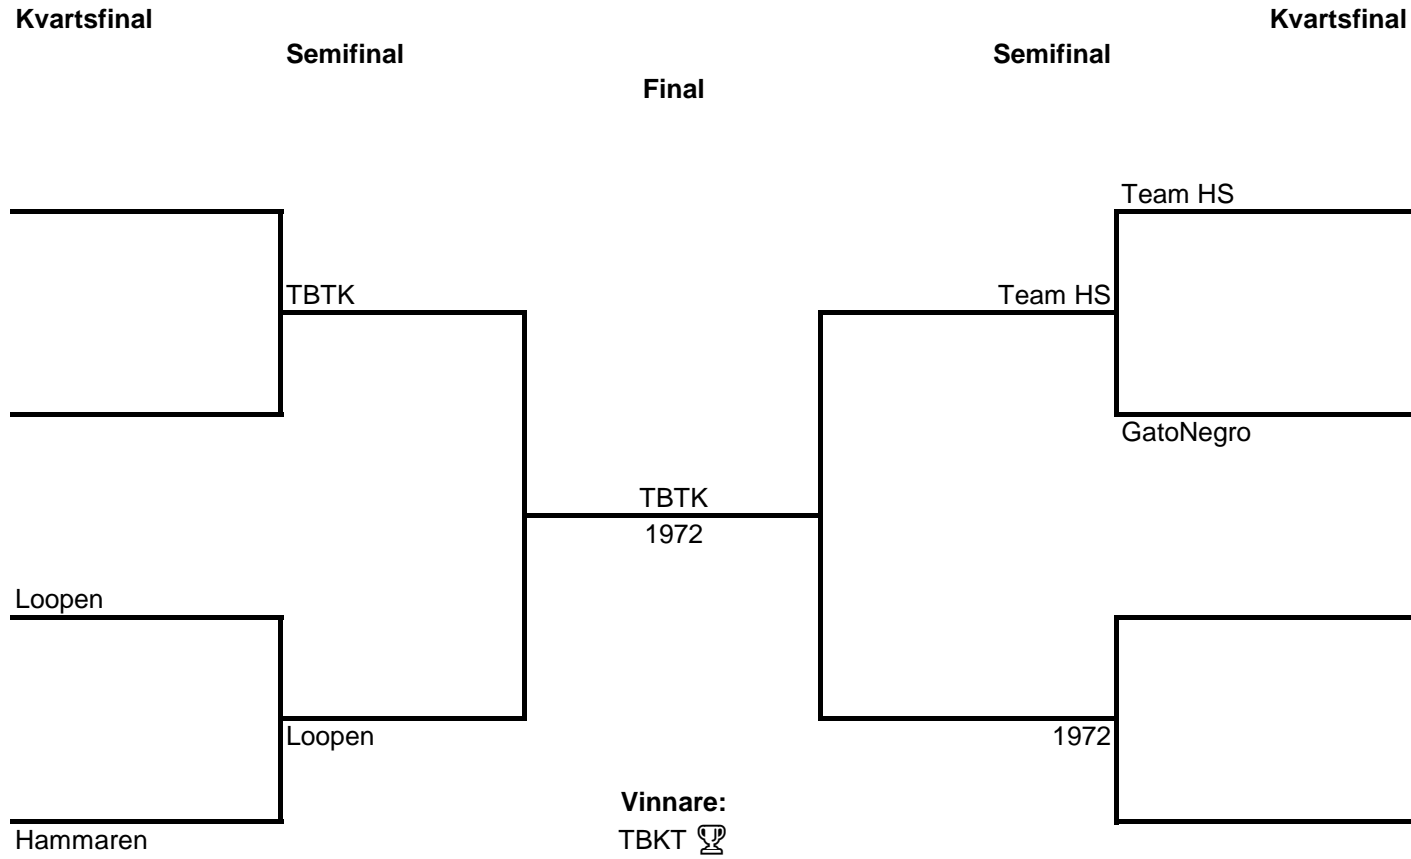 Kvartsfinal
Kvartsfinal
Semifinal
Semifinal
Final
Team HS
TBTK
Team HS
GatoNegro
TBTK
1972
Loopen
Loopen
1972
Vinnare:
Hammaren
TBKT 🏆